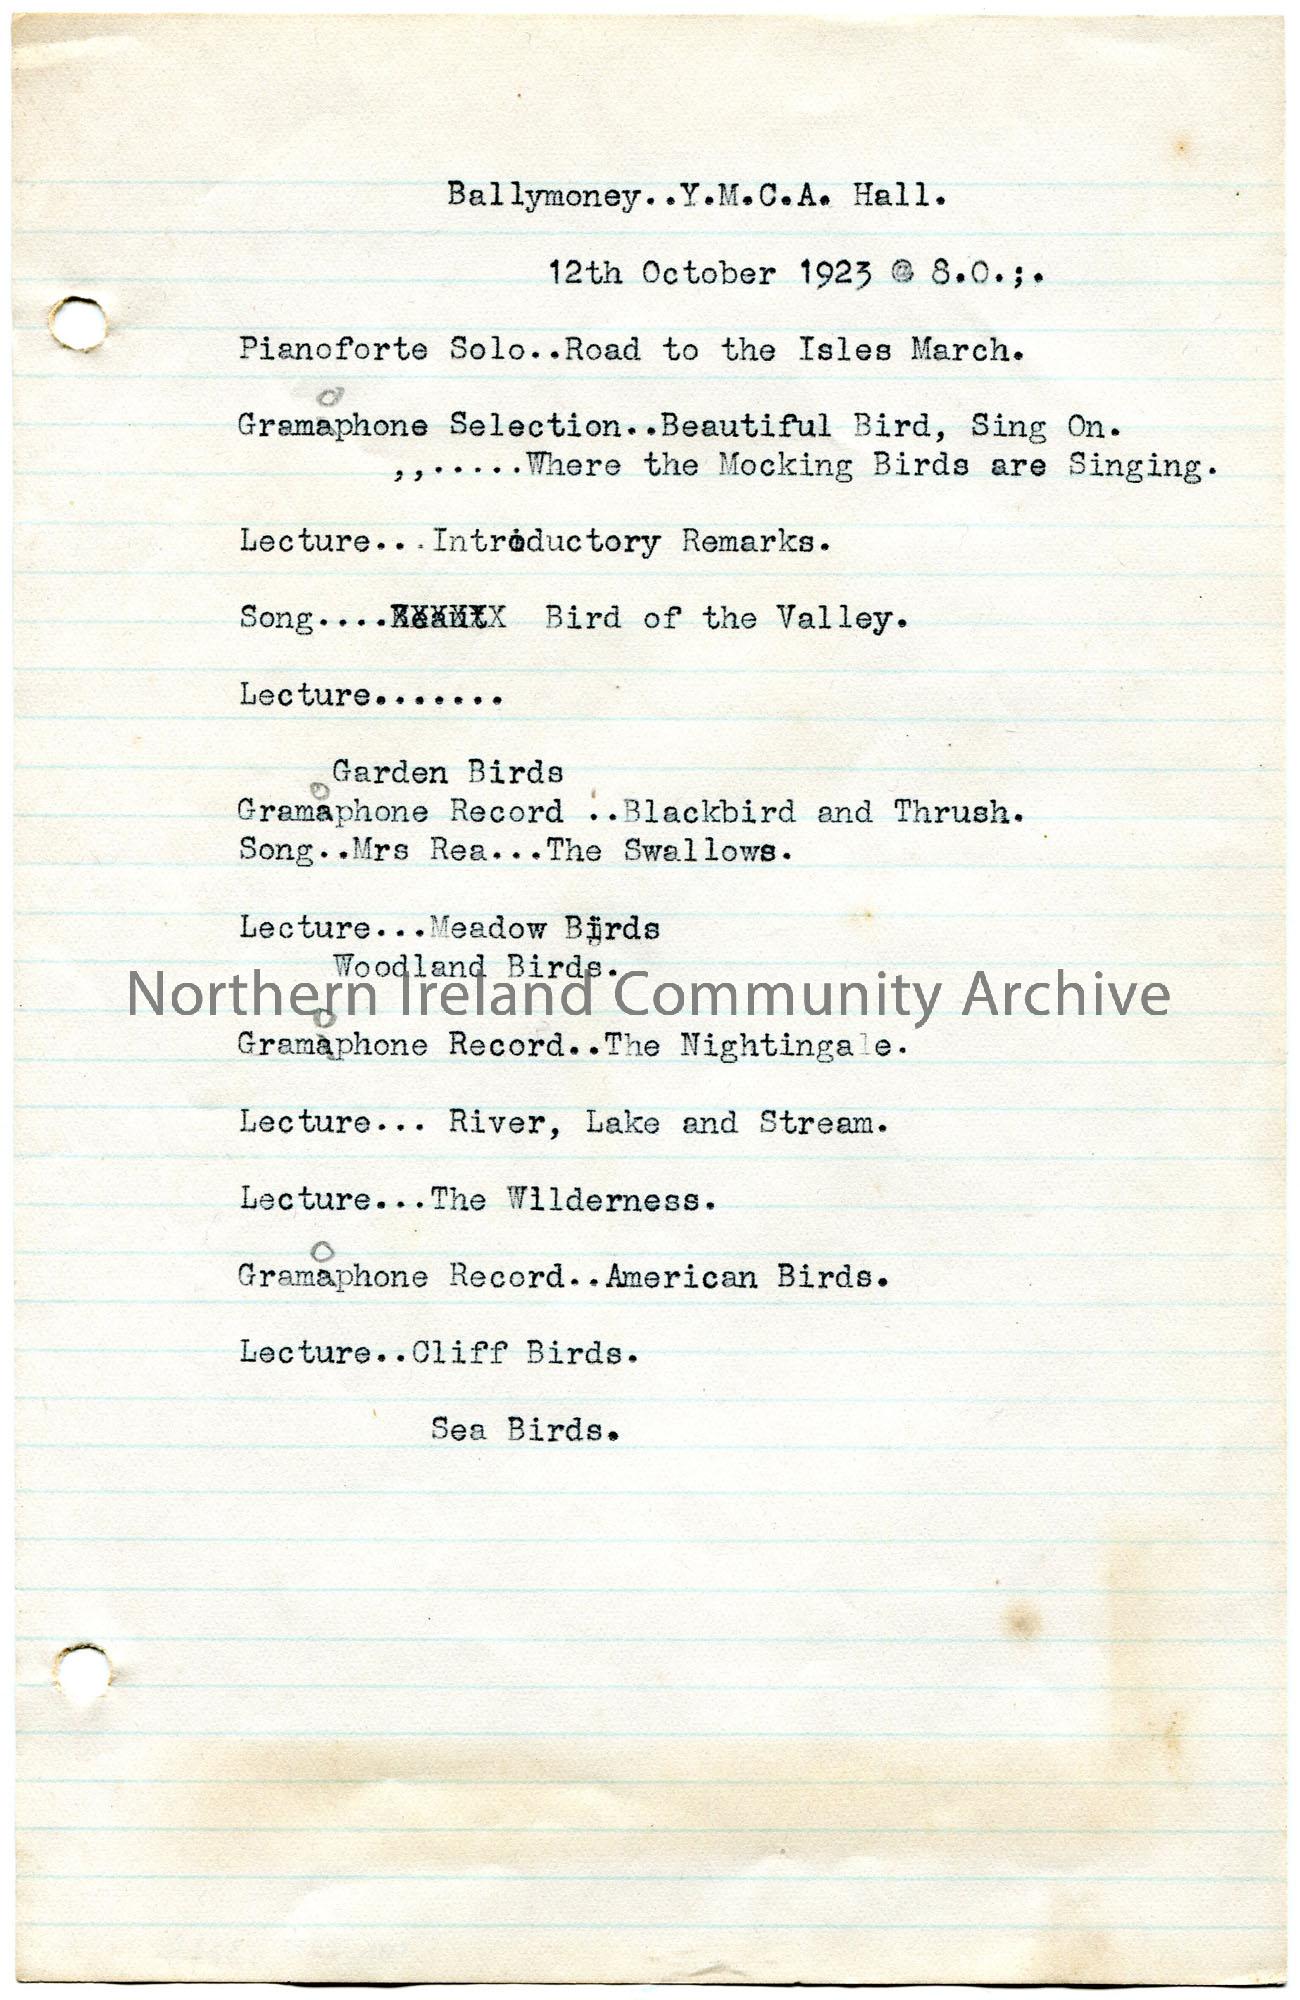 Ballymoney..Y.M.C.A. Hall.
12th October 1923 @ 8.0.;.
Pianoforte Solo..Road to the Isles March.
o
Gramaphone Selection..Beautiful Bird, Sing On.
,,.....Where the Mocking Birds are Singing.
Lecture...Introductory Remarks.
Song.... Bird of the Valley.
Lecture.......
Garden Birds
o
Gramaphone Record ..Blackbird and Thrush.
Song..Mrs Rea...The Swallows.
Lecture...Meadow Birds
Woodland Birds.
Northern Ireland Community Archive
o
Gramaphone Record..The Nightingale.
Lecture... River, Lake and Stream.
Lecture...The Wilderness.
o
Gramaphone Record..American Birds.
Lecture..Cliff Birds.
Sea Birds.